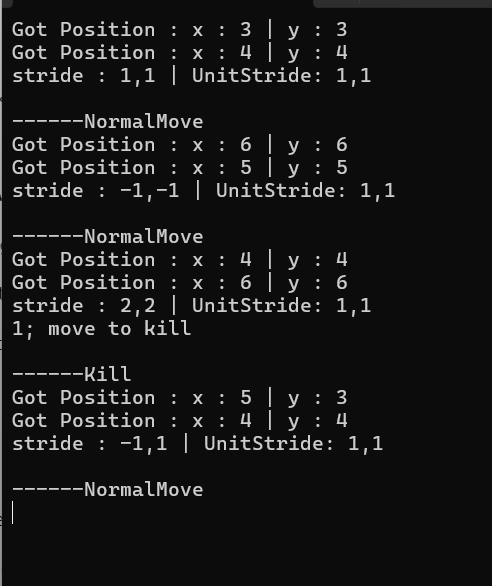 Got Position : x : 3 | y : 3
Got Position : x : 4 | y : 4
stride : 1,1 | UnitStride: 1,1
------NormalMove
Got Position : x : 6 | y : 6
Got Position : x : 5 | y : 5
stride : -1,-1 | UnitStride: 1,1
------NormalMove
Got Position : x : 4 | y : 4
Got Position : x : 6 | y : 6
stride : 2,2 | UnitStride: 1,1
1; move to kill
------Kill
Got Position : x : 5 | y : 3
Got Position : x : 4 | y : 4
stride : -1,1 | UnitStride: 1,1
------NormalMove